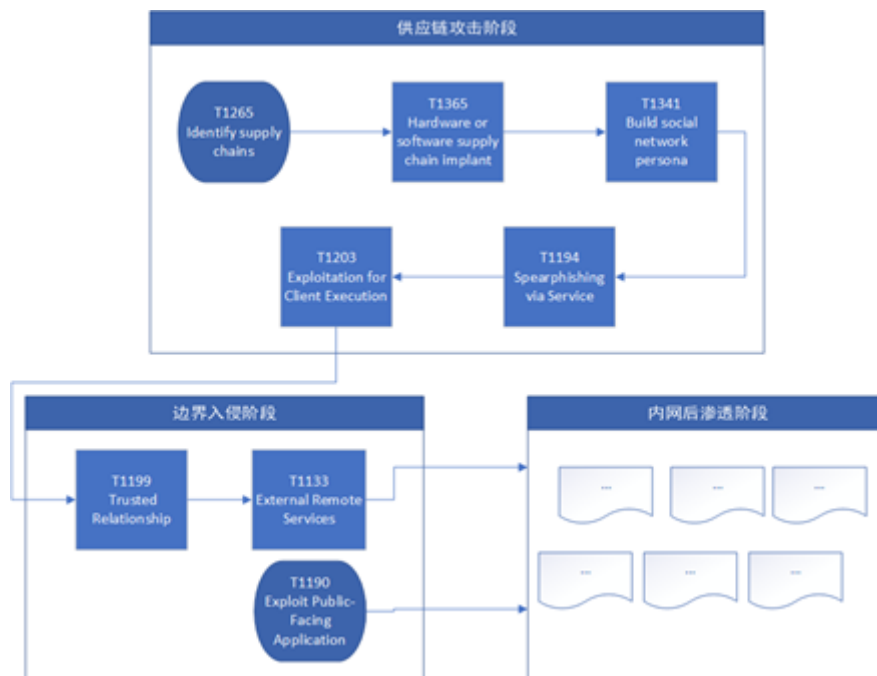 供应链攻击阶段
T1265
Identify supply
chains
T1365
Hardware or
software supply
chain implant
T1341
Build social
network
persona
T1203
Exploitation for
Client Execution
T1194
Spearphishing
via Service
边界入侵阶段
T1199
Trusted
Relationship
T1133
External Remote
Services
T1190
Exploit Public-
Facing
Application
内网后渗透阶段
...
...
...
...
...
...